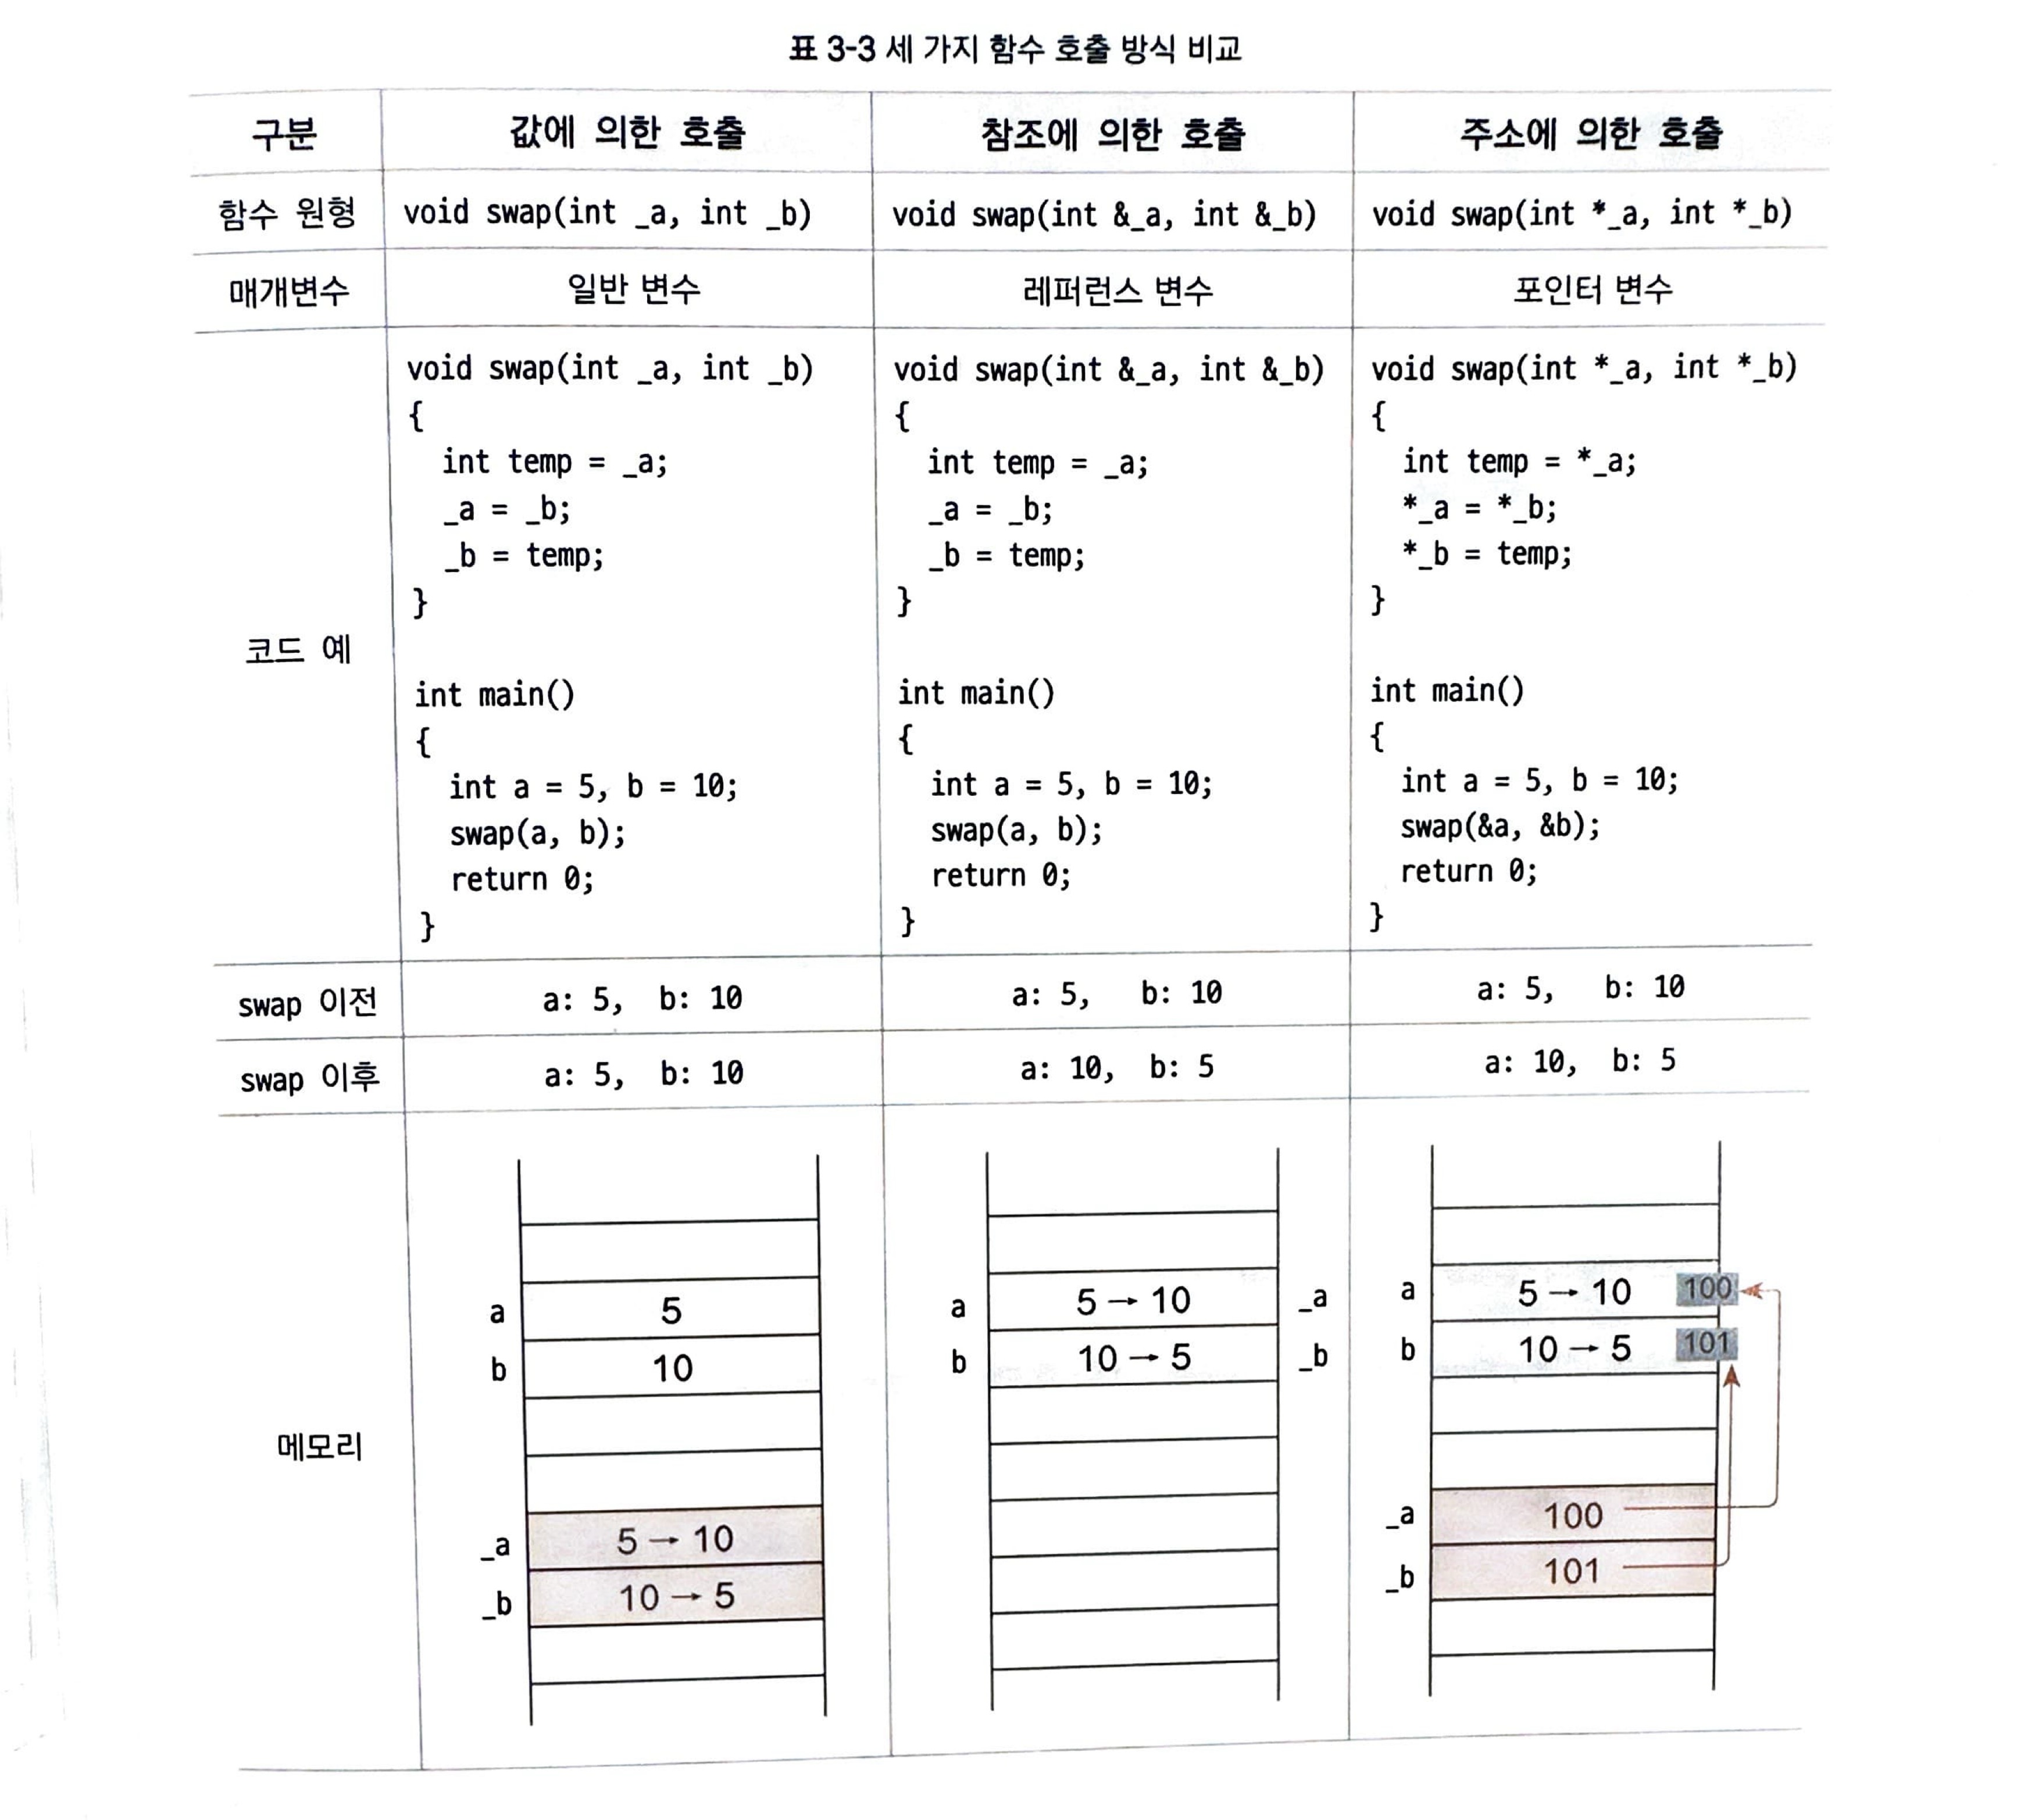 표 3-3 세 가지 함수 호출 방식 비교
구분 값에 의한 호출 참조에 의한 호출 주소에 의한 호출
함수 원형 void swap(int _a, int _b) void swap(int &_a, int &_b) void swap(int *_a, int *_b)
매개변수 일반 변수 레퍼런스 변수 포인터 변수
코드 예
void swap(int _a, int _b)
{
int temp = _a;
_a = _b;
_b = temp;
}
int main()
{
int a = 5, b = 10;
swap(a, b);
return 0;
}
void swap(int &_a, int &_b)
{
int temp = _a;
_a = _b;
_b = temp;
}
int main()
{
int a = 5, b = 10;
swap(a, b);
return 0;
}
void swap(int *_a, int *_b)
{
int temp = *_a;
*_a = *_b;
*_b = temp;
}
int main()
{
int a = 5, b = 10;
swap(&a, &b);
return 0;
}
swap 이전 a: 5, b: 10 a: 5, b: 10 a: 5, b: 10
swap 이후 a: 5, b: 10 a: 10, b: 5 a: 10, b: 5
메모리
a 5
b 10
_a 5 → 10
_b 10 → 5
a 5 → 10 _a
b 10 → 5 _b
a 5 → 10 100
b 10 → 5 101
_a 100
_b 101